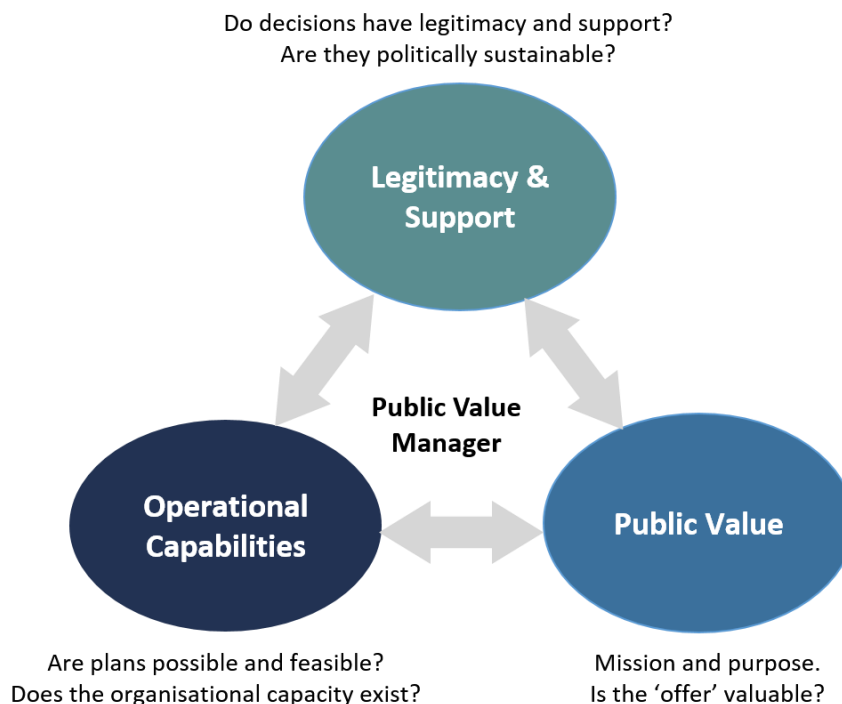 Do decisions have legitimacy and support?
Are they politically sustainable?
Legitimacy &
Support
Public Value
Manager
Operational
Capabilities
Public Value
Are plans possible and feasible?
Does the organisational capacity exist?
Mission and purpose.
Is the ‘offer’ valuable?